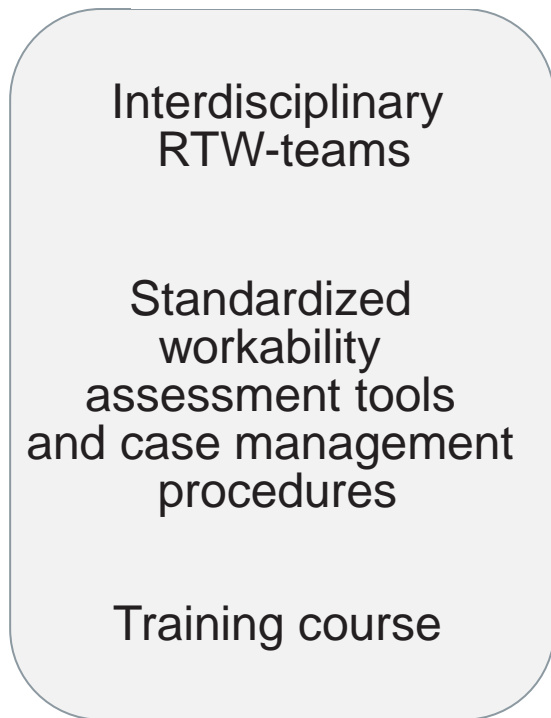 Interdisciplinary
RTW-teams
Standardized
workability
assessment tools
and case management
procedures
Training course